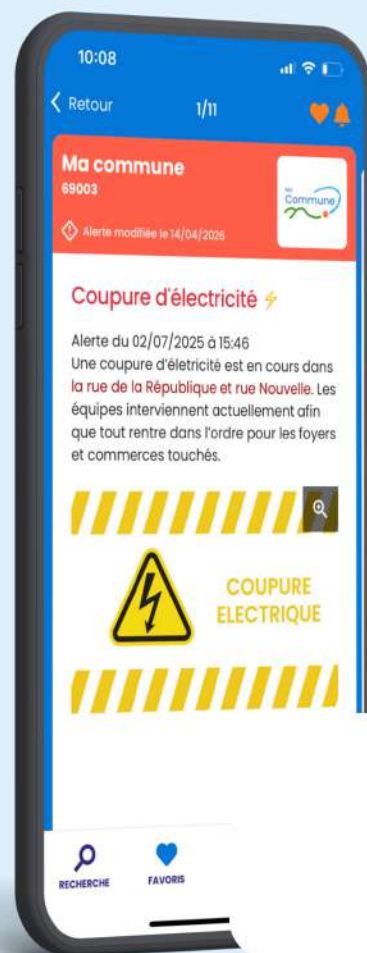 10:08
Retour
1/11
Ma commune
69003
Ma
Commune
Alerte modifiée le 14/04/2026
Coupure d'électricité
Alerte du 02/07/2025 à 15:46
Une coupure d'életricité est en cours dans
la rue de la République et rue Nouvelle. Les
équipes interviennent actuellement afin
que tout rentre dans l'ordre pour les foyers
et commerces touchés.
COUPURE
ELECTRIQUE
RECHERCHE
FAVORIS